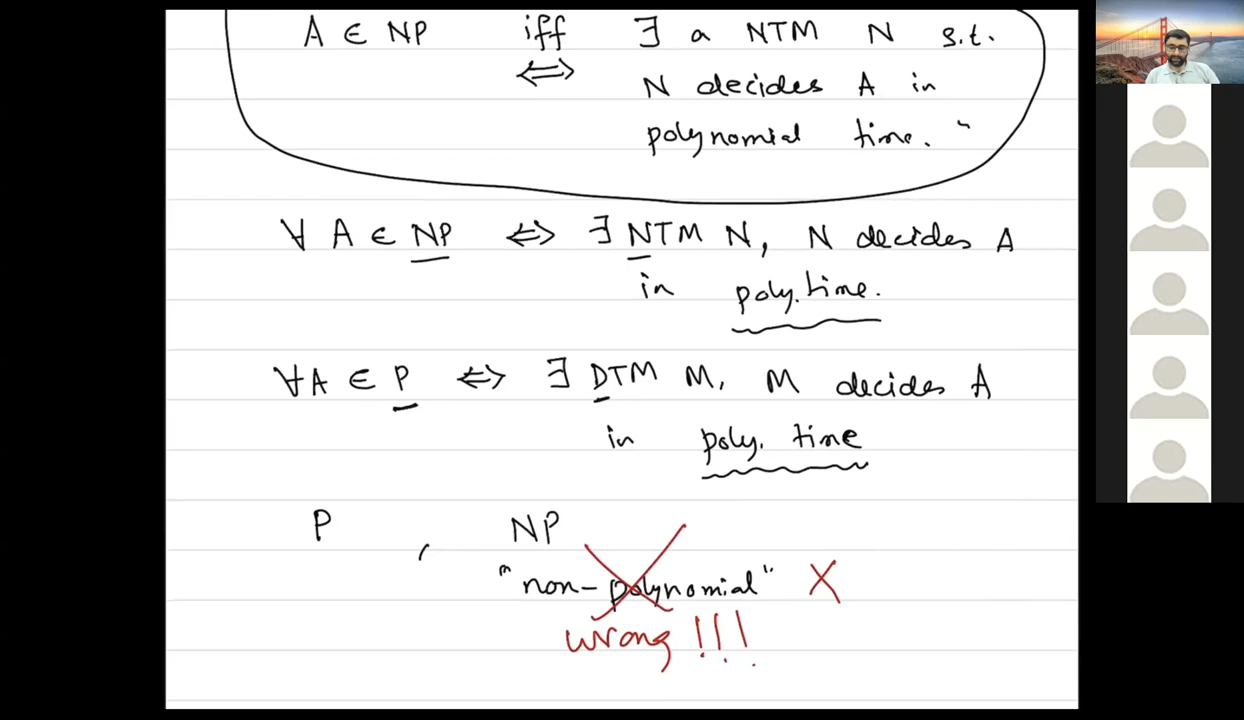 A ∈ NP iff ∃ a NTM N s.t.
⇔ N decides A in
polynomial time. "
∀ A ∈ NP ⇔ ∃ NTM N, N decides A
in poly.time.
∀A ∈ P ⇔ ∃ DTM M, M decides A
in poly. time
P , NP
"non-polynomial" X
wrong !!!